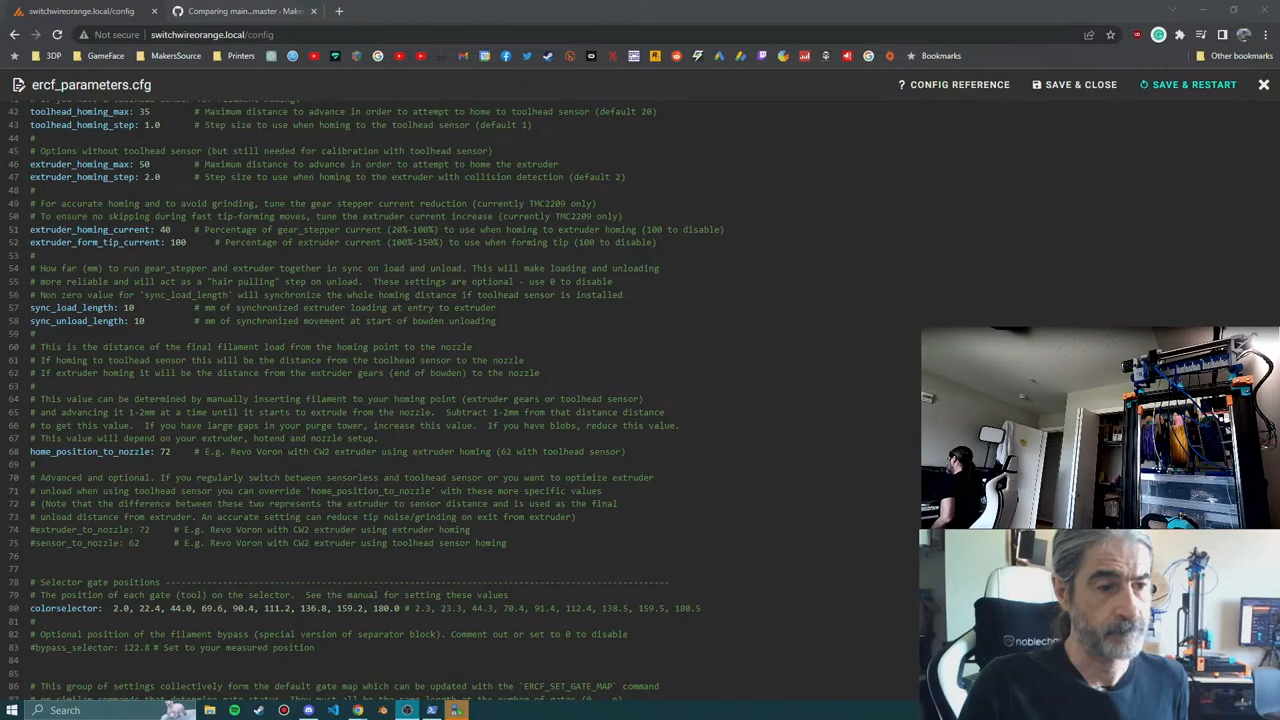 switchwireorange.local/config
Comparing main...master · Make
Not secure
switchwireorange.local/config
3DP
GameFace
MakersSource
Printers
Bookmarks
Other bookmarks
ercf_parameters.cfg
? CONFIG REFERENCE
SAVE & CLOSE
SAVE & RESTART
42 toolhead_homing_max: 35 # Maximum distance to advance in order to attempt to home to toolhead sensor (default 20)
43 toolhead_homing_step: 1.0 # Step size to use when homing to the toolhead sensor (default 1)
44 #
45 # Options without toolhead sensor (but still needed for calibration with toolhead sensor)
46 extruder_homing_max: 50 # Maximum distance to advance in order to attempt to home the extruder
47 extruder_homing_step: 2.0 # Step size to use when homing to the extruder with collision detection (default 2)
48 #
49 # For accurate homing and to avoid grinding, tune the gear stepper current reduction (currently TMC2209 only)
50 # To ensure no skipping during fast tip-forming moves, tune the extruder current increase (currently TMC2209 only)
51 extruder_homing_current: 40 # Percentage of gear_stepper current (20%-100%) to use when homing to extruder homing (100 to disable)
52 extruder_form_tip_current: 100 # Percentage of extruder current (100%-150%) to use when forming tip (100 to disable)
53 #
54 # How far (mm) to run gear_stepper and extruder together in sync on load and unload. This will make loading and unloading
55 # more reliable and will act as a "hair pulling" step on unload. These settings are optional - use 0 to disable
56 # Non zero value for 'sync_load_length' will synchronize the whole homing distance if toolhead sensor is installed
57 sync_load_length: 10 # mm of synchronized extruder loading at entry to extruder
58 sync_unload_length: 10 # mm of synchronized movement at start of bowden unloading
59 #
60 # This is the distance of the final filament load from the homing point to the nozzle
61 # If homing to toolhead sensor this will be the distance from the toolhead sensor to the nozzle
62 # If extruder homing it will be the distance from the extruder gears (end of bowden) to the nozzle
63 #
64 # This value can be determined by manually inserting filament to your homing point (extruder gears or toolhead sensor)
65 # and advancing it 1-2mm at a time until it starts to extrude from the nozzle. Subtract 1-2mm from that distance distance
66 # to get this value. If you have large gaps in your purge tower, increase this value. If you have blobs, reduce this value.
67 # This value will depend on your extruder, hotend and nozzle setup.
68 home_position_to_nozzle: 72 # E.g. Revo Voron with CW2 extruder using extruder homing (62 with toolhead sensor)
69 #
70 # Advanced and optional. If you regularly switch between sensorless and toolhead sensor or you want to optimize extruder
71 # unload when using toolhead sensor you can override `home_position_to_nozzle' with these more specific values
72 # (Note that the difference between these two represents the extruder to sensor distance and is used as the final
73 # unload distance from extruder. An accurate setting can reduce tip noise/grinding on exit from extruder)
74 #extruder_to_nozzle: 72 # E.g. Revo Voron with CW2 extruder using extruder homing
75 #sensor_to_nozzle: 62 # E.g. Revo Voron with CW2 extruder using toolhead sensor homing
76
77
78 # Selector gate positions
79 # The position of each gate (tool) on the selector. See the manual for setting these values
80 colorselector: 2.0, 22.4, 44.0, 69.6, 90.4, 111.2, 136.8, 159.2, 180.0 # 2.3, 23.3, 44.3, 70.4, 91.4, 112.4, 138.5, 159.5, 180.5
81 #
82 # Optional position of the filament bypass (special version of separator block). Comment out or set to 0 to disable
83 #bypass_selector: 122.8 # Set to your measured position
84
85
86 # This group of settings collectively form the default gate map which can be updated with the `ERCF_SET_GATE_MAP` command
noblechairs
Search